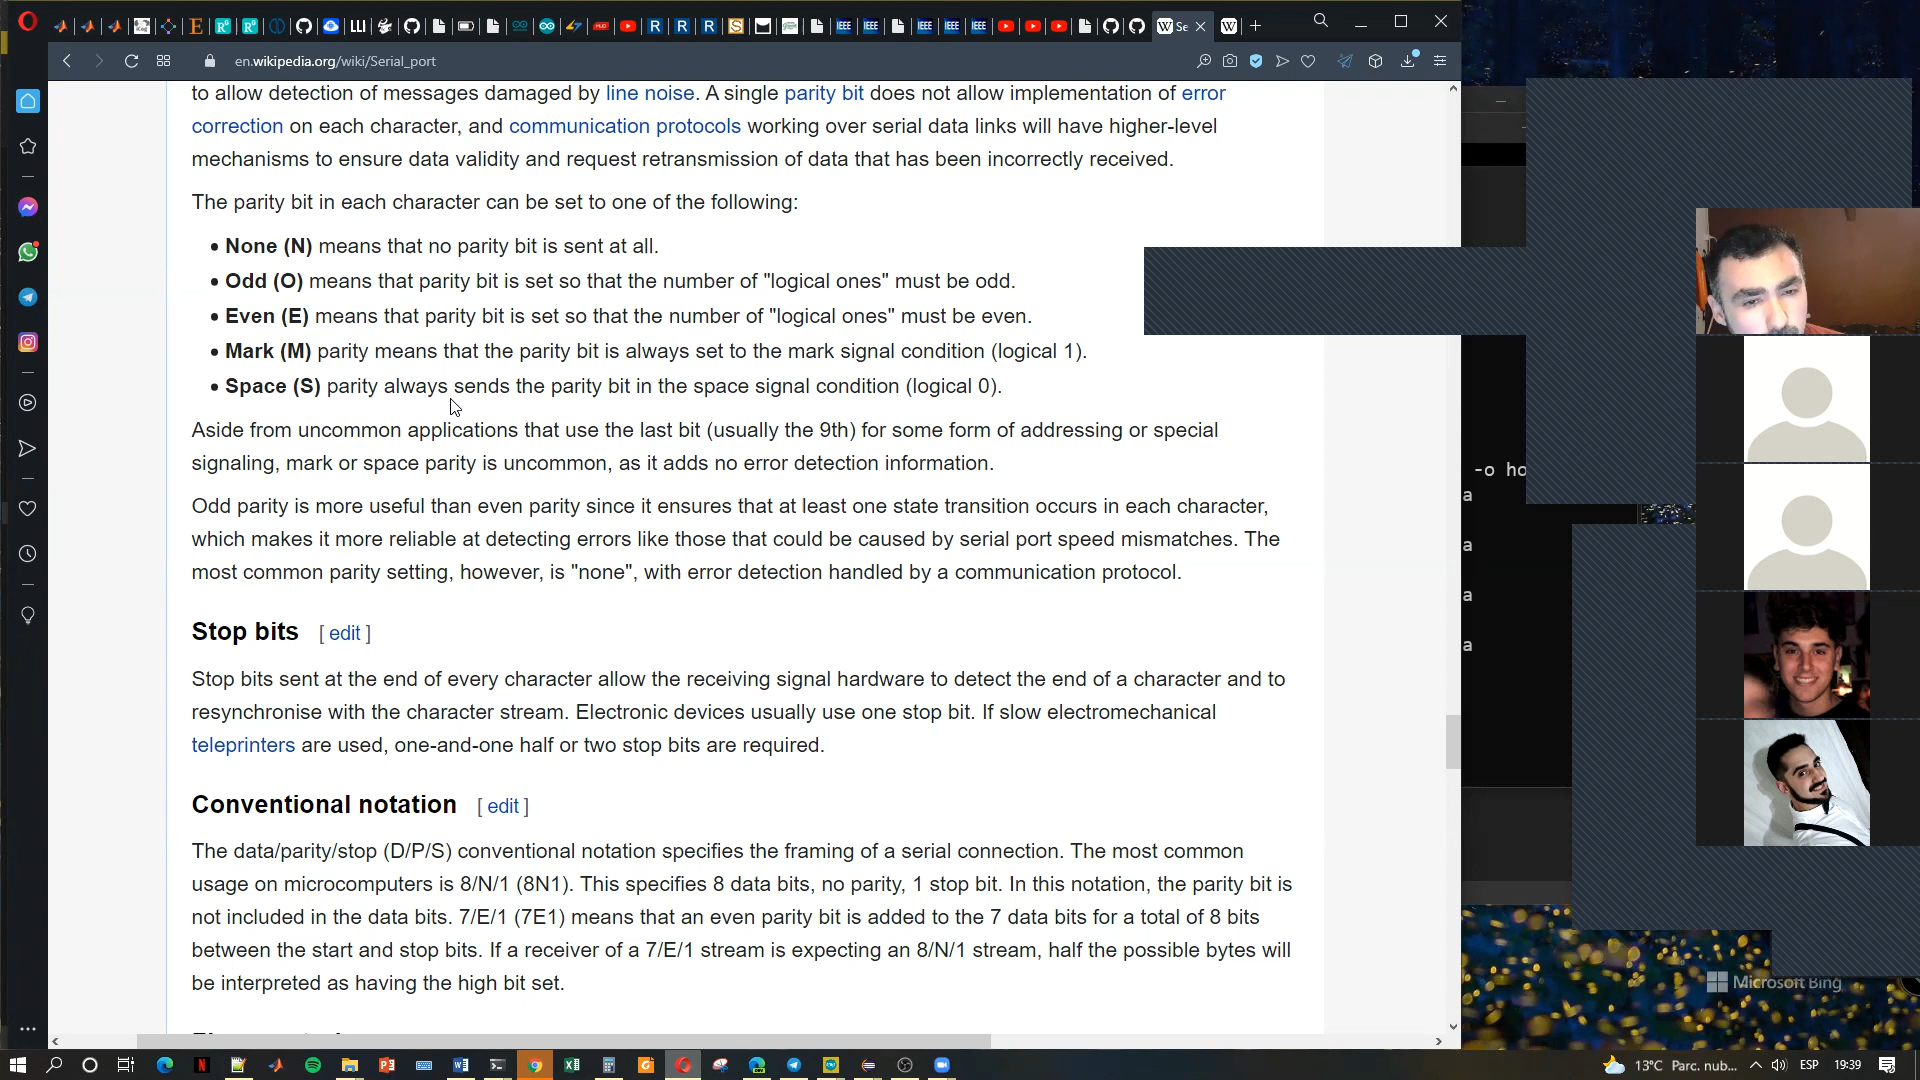 Se
en.wikipedia.org/wiki/Serial_port
to allow detection of messages damaged by line noise. A single parity bit does not allow implementation of error
correction on each character, and communication protocols working over serial data links will have higher-level
mechanisms to ensure data validity and request retransmission of data that has been incorrectly received.
The parity bit in each character can be set to one of the following:
• None (N) means that no parity bit is sent at all.
• Odd (O) means that parity bit is set so that the number of "logical ones" must be odd.
• Even (E) means that parity bit is set so that the number of "logical ones" must be even.
• Mark (M) parity means that the parity bit is always set to the mark signal condition (logical 1).
• Space (S) parity always sends the parity bit in the space signal condition (logical 0).
Aside from uncommon applications that use the last bit (usually the 9th) for some form of addressing or special
signaling, mark or space parity is uncommon, as it adds no error detection information.
-o ho
a
a
a
a
Odd parity is more useful than even parity since it ensures that at least one state transition occurs in each character,
which makes it more reliable at detecting errors like those that could be caused by serial port speed mismatches. The
most common parity setting, however, is "none", with error detection handled by a communication protocol.
Stop bits [ edit ]
Stop bits sent at the end of every character allow the receiving signal hardware to detect the end of a character and to
resynchronise with the character stream. Electronic devices usually use one stop bit. If slow electromechanical
teleprinters are used, one-and-one half or two stop bits are required.
Conventional notation [ edit ]
The data/parity/stop (D/P/S) conventional notation specifies the framing of a serial connection. The most common
usage on microcomputers is 8/N/1 (8N1). This specifies 8 data bits, no parity, 1 stop bit. In this notation, the parity bit is
not included in the data bits. 7/E/1 (7E1) means that an even parity bit is added to the 7 data bits for a total of 8 bits
between the start and stop bits. If a receiver of a 7/E/1 stream is expecting an 8/N/1 stream, half the possible bytes will
be interpreted as having the high bit set.
Microsoft Bing
13°C Parc. nub... ESP 19:39